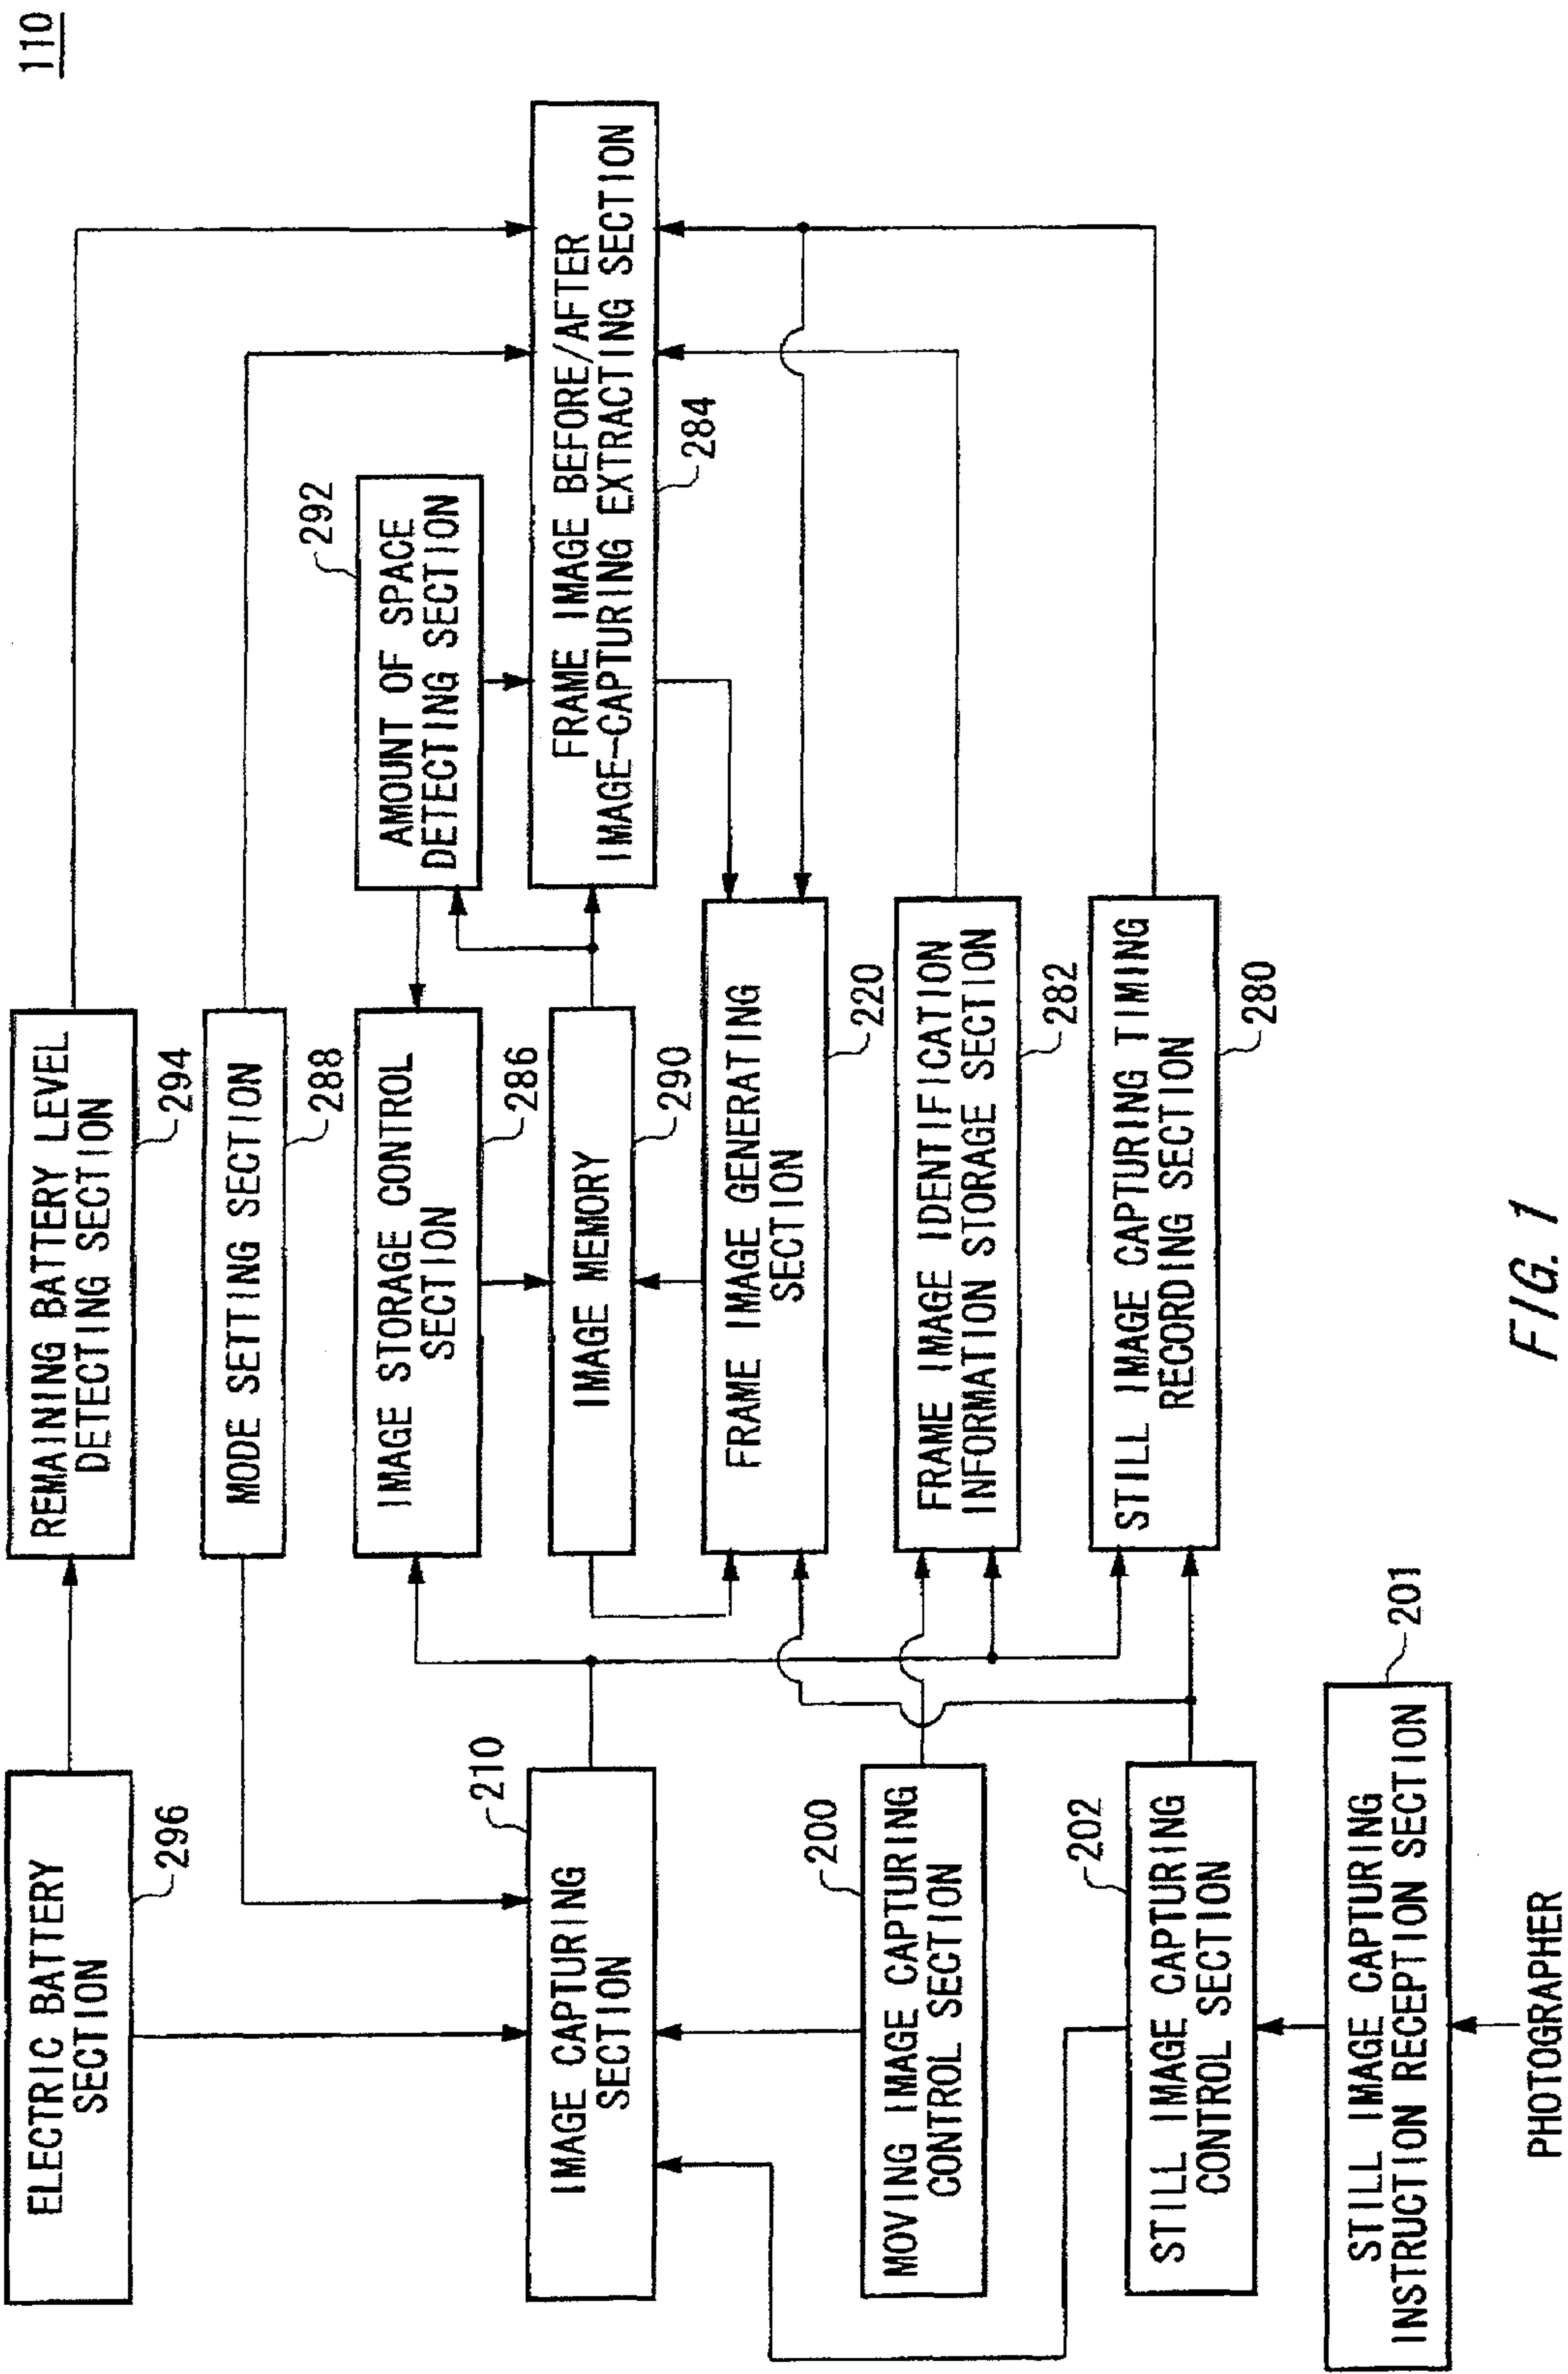 110
ELECTRIC BATTERY
SECTION
296
REMAINING BATTERY LEVEL
DETECTING SECTION
294
MODE SETTING SECTION
288
IMAGE STORAGE CONTROL
SECTION
286
AMOUNT OF SPACE
DETECTING SECTION
292
IMAGE CAPTURING
SECTION
210
IMAGE MEMORY
290
FRAME IMAGE BEFORE/AFTER
IMAGE-CAPTURING EXTRACTING SECTION
284
FRAME IMAGE GENERATING
SECTION
220
MOVING IMAGE CAPTURING
CONTROL SECTION
200
FRAME IMAGE IDENTIFICATION
INFORMATION STORAGE SECTION
282
STILL IMAGE CAPTURING
CONTROL SECTION
202
STILL IMAGE CAPTURING TIMING
RECORDING SECTION
280
STILL IMAGE CAPTURING
INSTRUCTION RECEPTION SECTION
201
PHOTOGRAPHER
FIG. 1